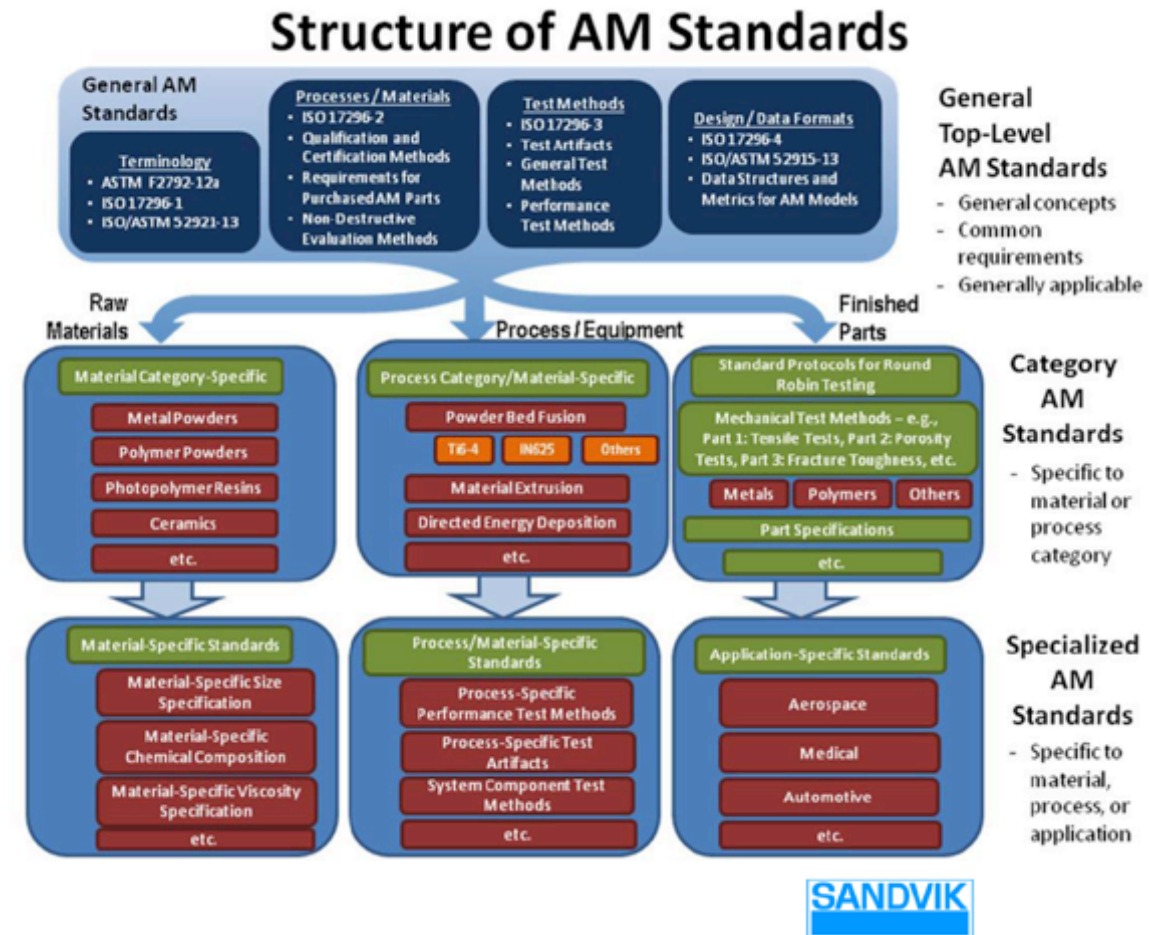 Structure of AM Standards
General AM
Standards
Terminology
• ASTM F2792-12a
• ISO 17296-1
• ISO/ASTM 52921-13
Processes / Materials
• ISO 17296-2
• Qualification and
Certification Methods
• Requirements for
Purchased AM Parts
• Non-Destructive
Evaluation Methods
Test Methods
• ISO 17296-3
• Test Artifacts
• General Test
Methods
• Performance
Test Methods
Design / Data Formats
• ISO 17296-4
• ISO/ASTM 52915-13
• Data Structures and
Metrics for AM Models
General
Top-Level
AM Standards
- General concepts
- Common
requirements
- Generally applicable
Raw
Materials
Process / Equipment
Finished
Parts
Material Category-Specific
Metal Powders
Polymer Powders
Photopolymer Resins
Ceramics
etc.
Process Category/Material-Specific
Powder Bed Fusion
Ti6-4
IN625
Others
Material Extrusion
Directed Energy Deposition
etc.
Standard Protocols for Round
Robin Testing
Mechanical Test Methods – e.g.,
Part 1: Tensile Tests, Part 2: Porosity
Tests, Part 3: Fracture Toughness, etc.
Metals
Polymers
Others
Part Specifications
etc.
Category
AM
Standards
- Specific to
material or
process
category
Material-Specific Standards
Material-Specific Size
Specification
Material-Specific
Chemical Composition
Material-Specific Viscosity
Specification
etc.
Process/Material-Specific
Standards
Process-Specific
Performance Test Methods
Process-Specific Test
Artifacts
System Component Test
Methods
etc.
Application-Specific Standards
Aerospace
Medical
Automotive
etc.
Specialized
AM
Standards
- Specific to
material,
process, or
application
SANDVIK